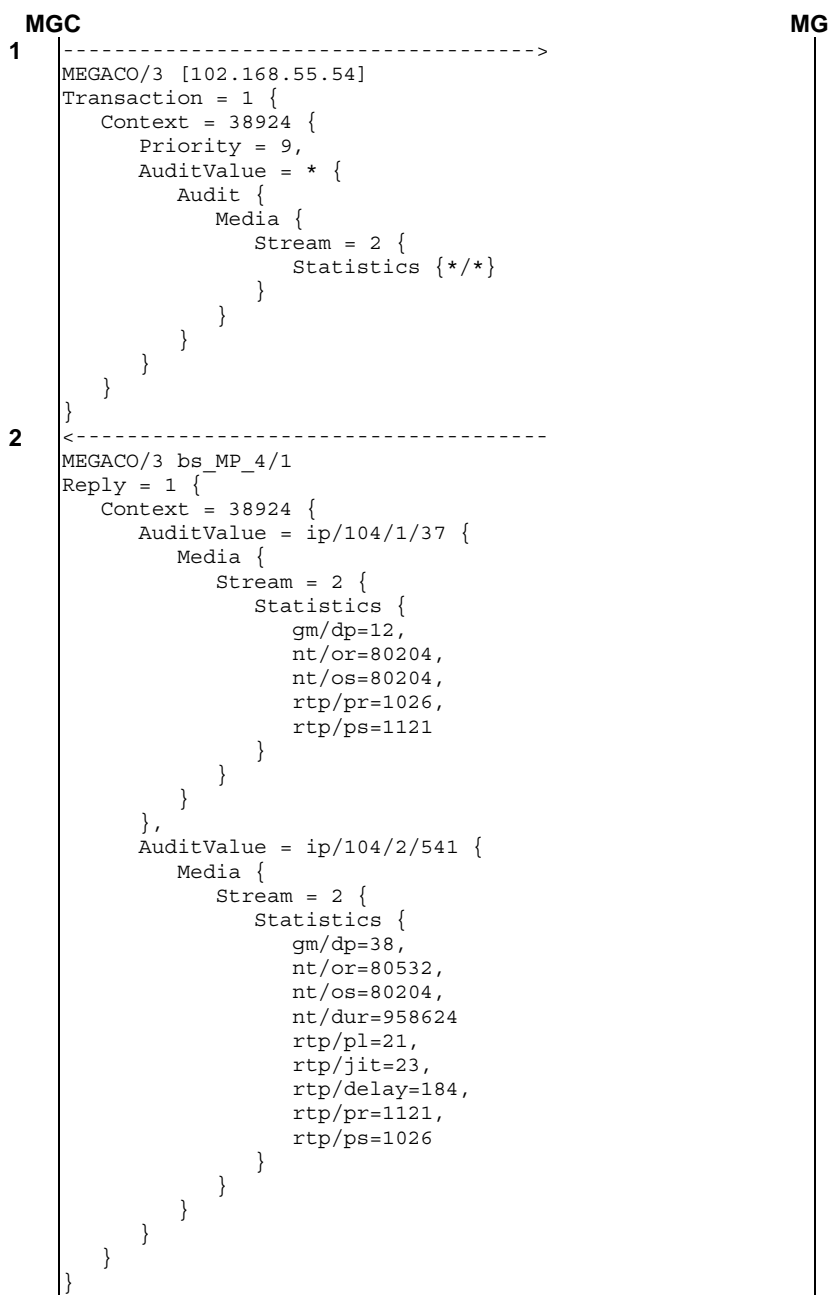 MGC MG
1 ------------------------------------->
MEGACO/3 [102.168.55.54]
Transaction = 1 {
   Context = 38924 {
      Priority = 9,
      AuditValue = * {
         Audit {
            Media {
               Stream = 2 {
                  Statistics {*/*}
               }
            }
         }
      }
   }
}
2 <-------------------------------------
MEGACO/3 bs_MP_4/1
Reply = 1 {
   Context = 38924 {
      AuditValue = ip/104/1/37 {
         Media {
            Stream = 2 {
               Statistics {
                  gm/dp=12,
                  nt/or=80204,
                  nt/os=80204,
                  rtp/pr=1026,
                  rtp/ps=1121
               }
            }
         }
      },
      AuditValue = ip/104/2/541 {
         Media {
            Stream = 2 {
               Statistics {
                  gm/dp=38,
                  nt/or=80532,
                  nt/os=80204,
                  nt/dur=958624
                  rtp/pl=21,
                  rtp/jit=23,
                  rtp/delay=184,
                  rtp/pr=1121,
                  rtp/ps=1026
               }
            }
         }
      }
   }
}